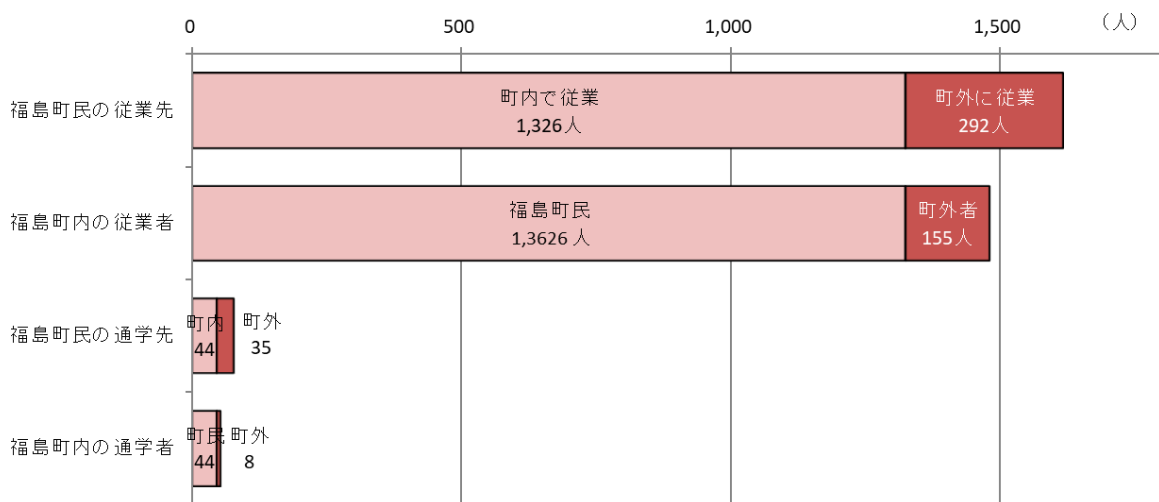 0 500 1,000 1,500 (人)
福島町民の従業先
町内で従業
1,326人
町外に従業
292人
福島町内の従業者
福島町民
1,3626 人
町外者
155人
福島町民の通学先
町内
44
町外
35
福島町内の通学者
町民
44
町外
8